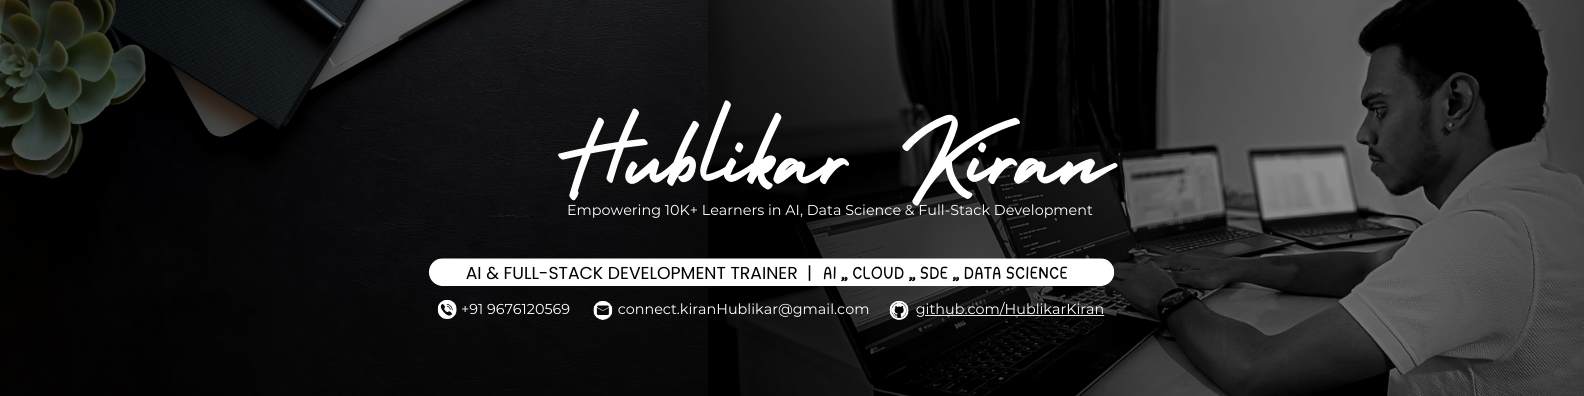 Hublikar Kiran
Empowering 10K+ Learners in AI, Data Science & Full-Stack Development
AI & FULL-STACK DEVELOPMENT TRAINER | AI „ CLOUD „ SDE „ DATA SCIENCE
+91 9676120569 connect.kiranHublikar@gmail.com github.com/HublikarKiran